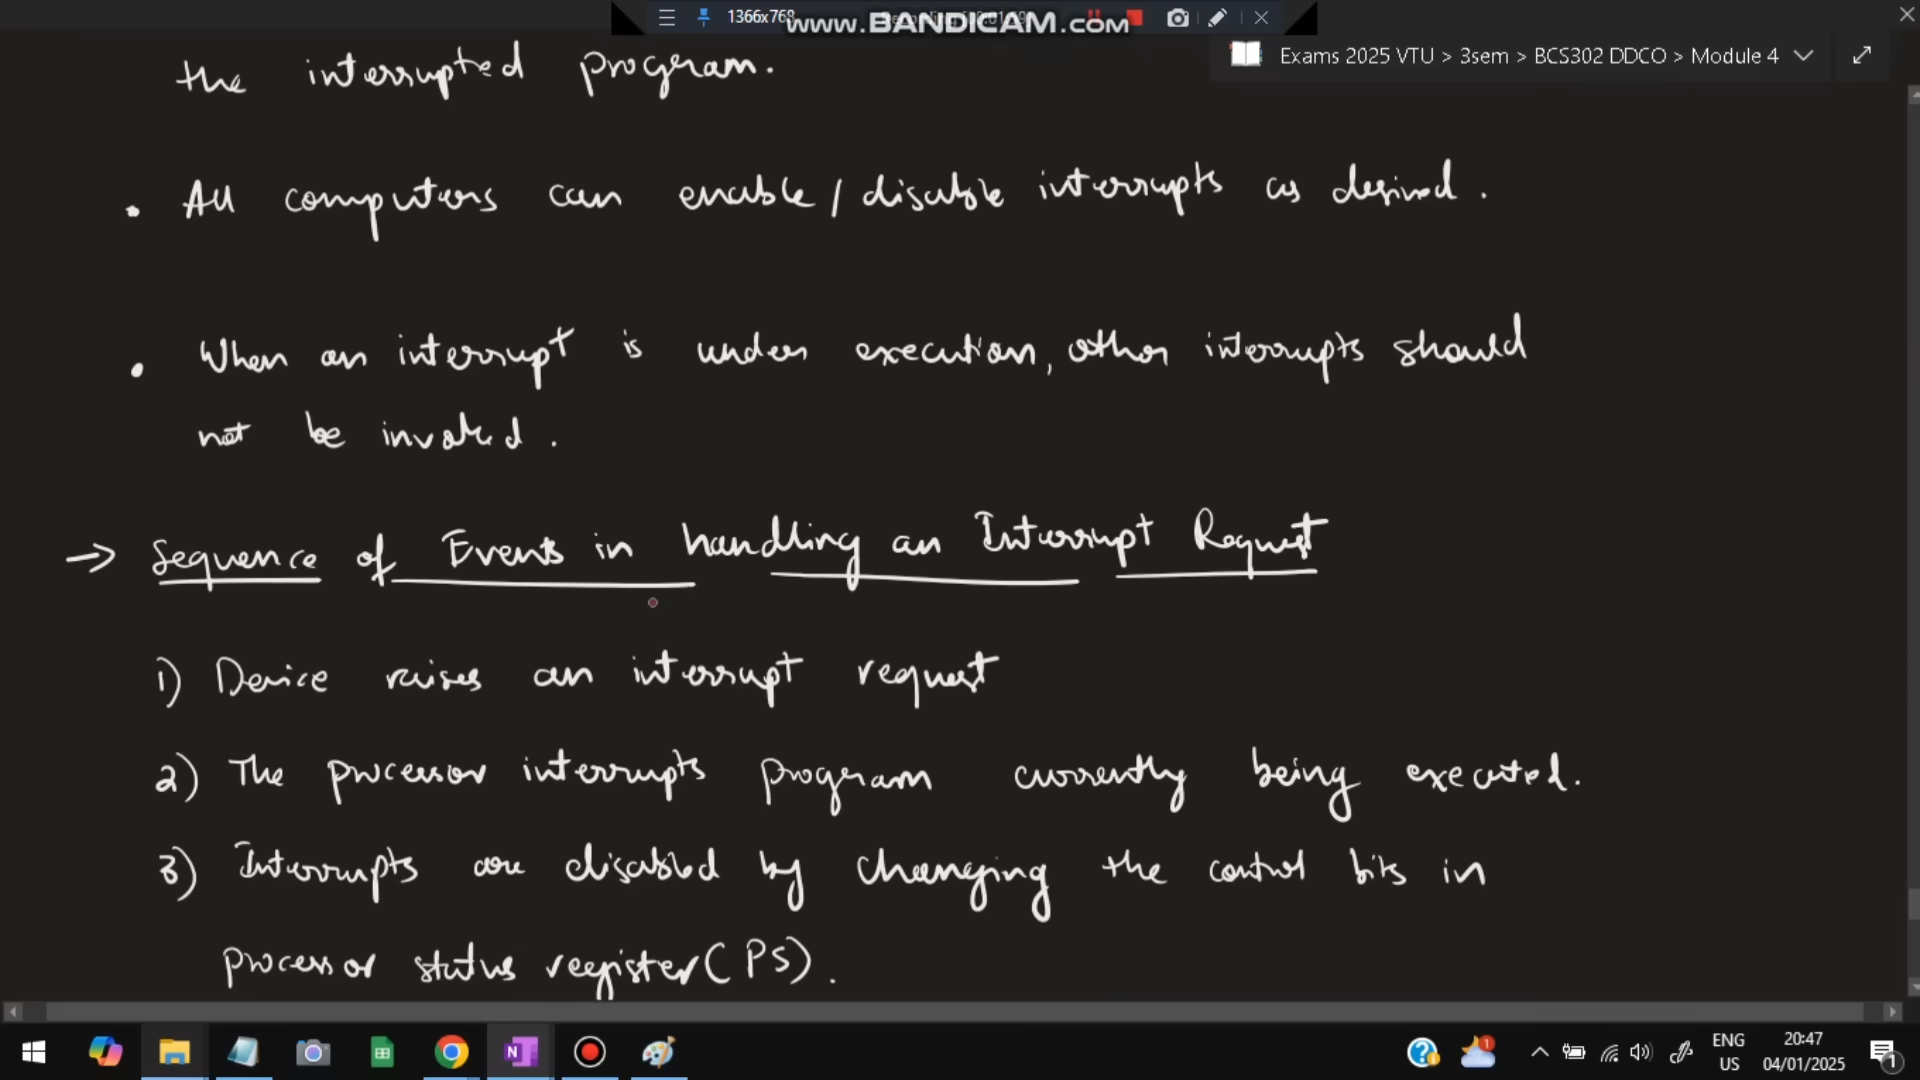 1366x768
www.BANDICAM.com
Exams 2025 VTU > 3sem > BCS302 DDCO > Module 4
the interrupted program.
• All computers can enable/disable interrupts as desired.
• When an interrupt is under execution, other interrupts should
not be invoked.
→ Sequence of Events in handling an Interrupt Request
1) Device raises an interrupt request
2) The processor interrupts program currently being executed.
3) Interrupts are disabled by changing the control bits in
processor status register (PS).
ENG
US
20:47
04/01/2025